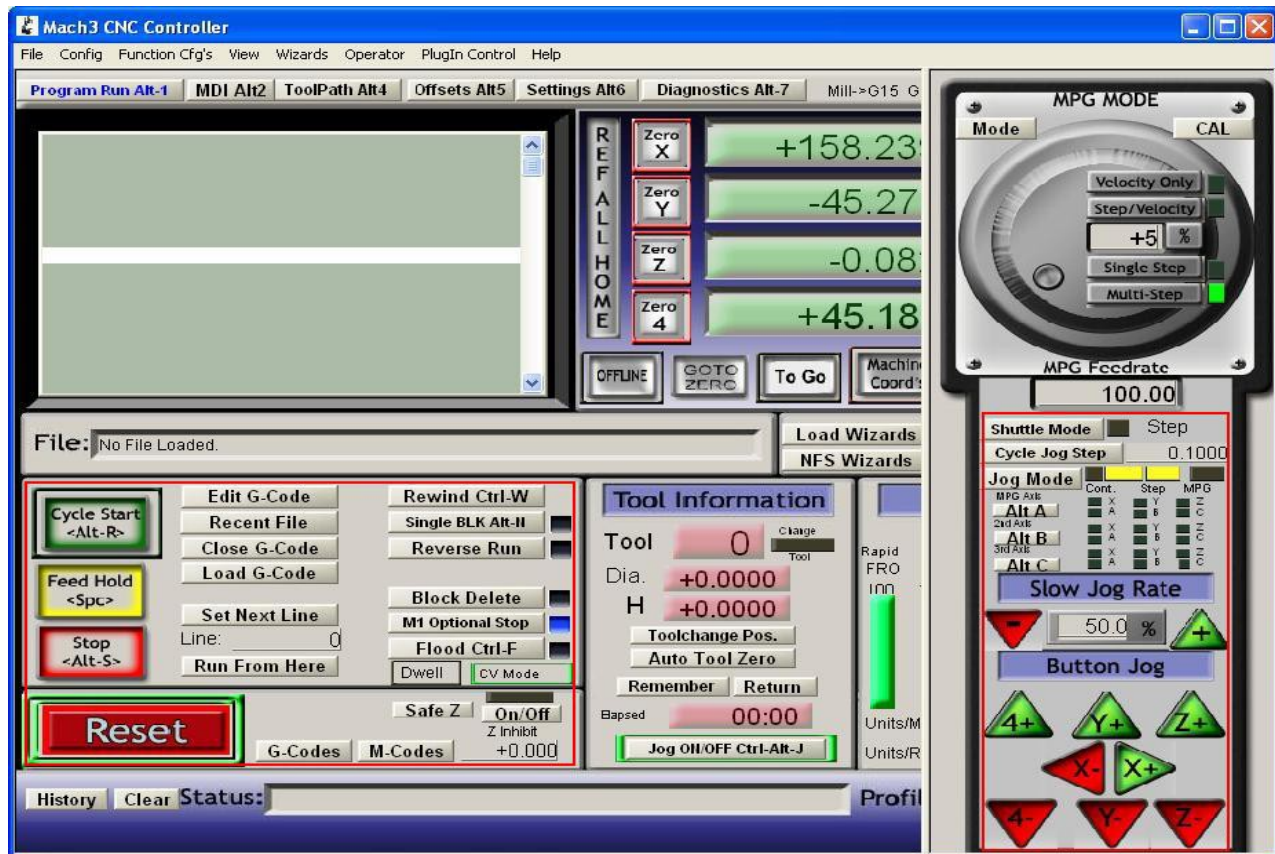 Mach3 CNC Controller
File Config Function Cfg's View Wizards Operator PlugIn Control Help
Program Run Alt-1 MDI Alt2 ToolPath Alt4 Offsets Alt5 Settings Alt6 Diagnostics Alt-7 Mill->G15 G
REF ALL HOME
Zero X +158.23
Zero Y -45.27
Zero Z -0.08
Zero 4 +45.18
OFFLINE GOTO ZERO To Go Machin Coord's
File: No File Loaded.
Load Wizards
NFS Wizards
Cycle Start <Alt-R>
Feed Hold <Spc>
Stop <Alt-S>
Edit G-Code
Recent File
Close G-Code
Load G-Code
Set Next Line
Line: 0
Run From Here
Rewind Ctrl-W
Single BLK Alt-N
Reverse Run
Block Delete
M1 Optional Stop
Flood Ctrl-F
Dwell CV Mode
Reset
G-Codes M-Codes
Safe Z On/Off
Z Inhibit
+0.000
Tool Information
Tool 0 Change Tool
Dia. +0.0000
H +0.0000
Toolchange Pos.
Auto Tool Zero
Remember Return
Elapsed 00:00
Jog ON/OFF Ctrl-Alt-J
Rapid
FRO
100
Units/M
Units/R
History Clear Status:
Profil
MPG MODE
Mode CAL
Velocity Only
Step/Velocity
+5 %
Single Step
Multi-Step
MPG Feedrate
100.00
Shuttle Mode Step
Cycle Jog Step 0.1000
Jog Mode Cont. Step MPG
MPG Axis
Alt A X Y Z A B C
2nd Axis
Alt B X Y Z A B C
3rd Axis
Alt C X Y Z A B C
Slow Jog Rate
- 50.0 % +
Button Jog
4+ Y+ Z+
X- X+
4- Y- Z-